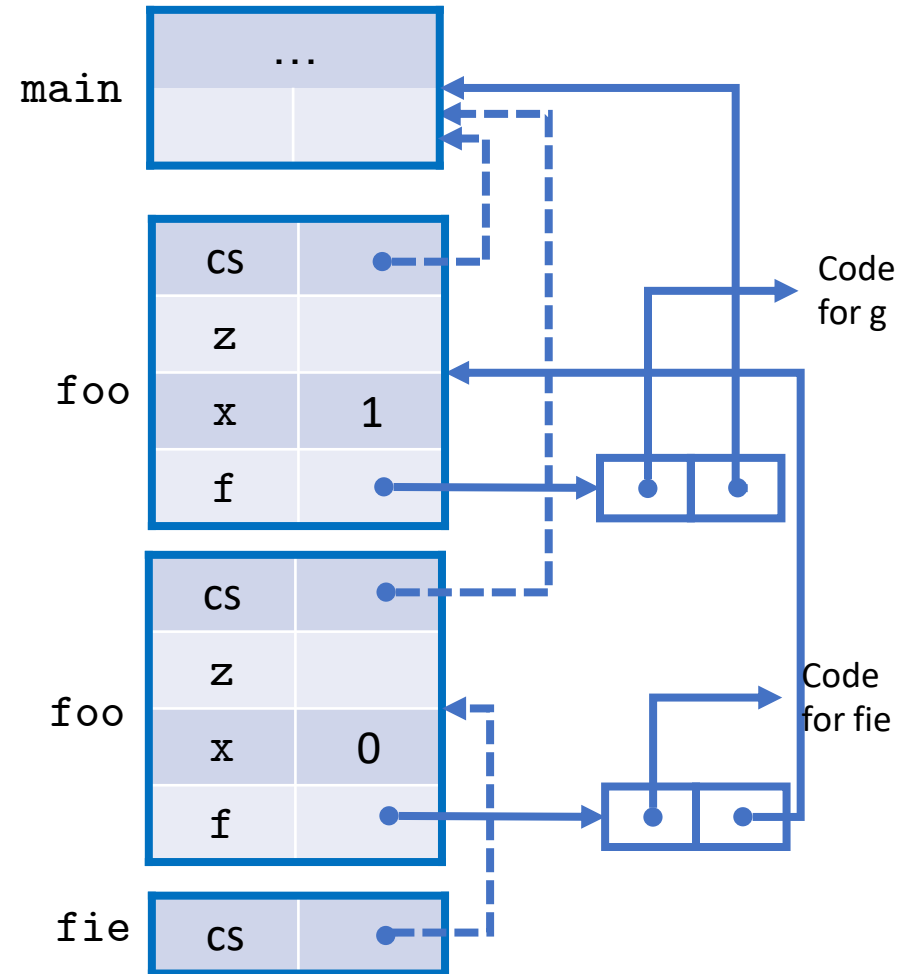 ...
main
CS
z
foo
x 1
f
Code
for g
CS
z
foo
x 0
f
Code
for fie
fie
CS